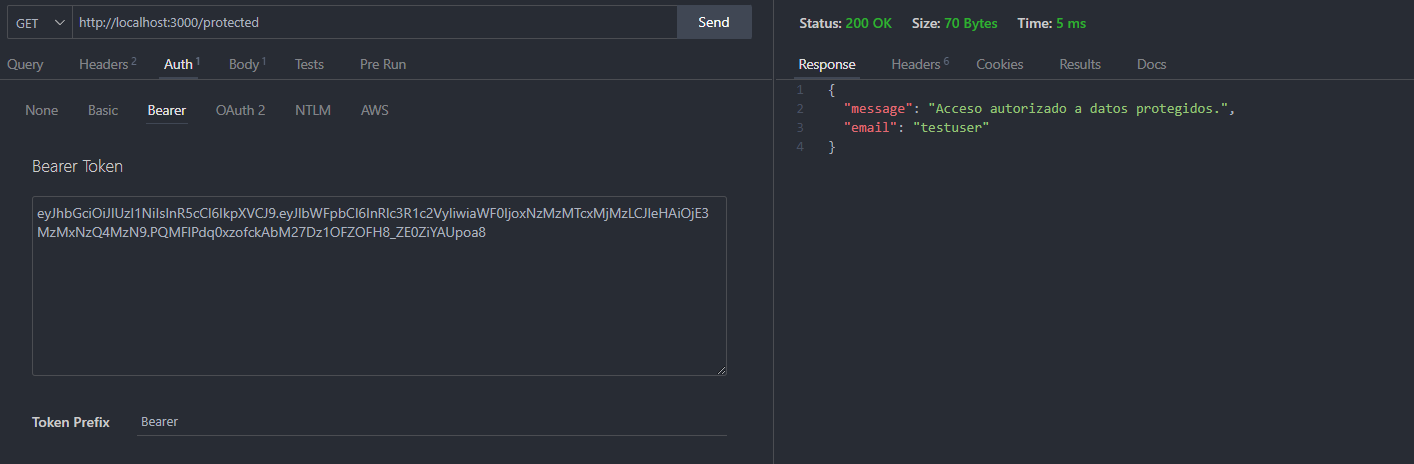 GET http://localhost:3000/protected Send
Query Headers 2 Auth 1 Body 1 Tests Pre Run
None Basic Bearer OAuth 2 NTLM AWS
Bearer Token
eyJhbGciOiJIUzI1NiIsInR5cCI6IkpXVCJ9.eyJlbWFpbCI6InRlc3R1c2VyIiwiaWF0IjoxNzMzMTcxMjMzLCJleHAiOjE3
MzMxNzQ4MzN9.PQMFlPdq0xzofckAbM27Dz1OFZOFH8_ZE0ZiYAUpoa8
Token Prefix Bearer
Status: 200 OK Size: 70 Bytes Time: 5 ms
Response Headers 6 Cookies Results Docs
1 {
2 "message": "Acceso autorizado a datos protegidos.",
3 "email": "testuser"
4 }